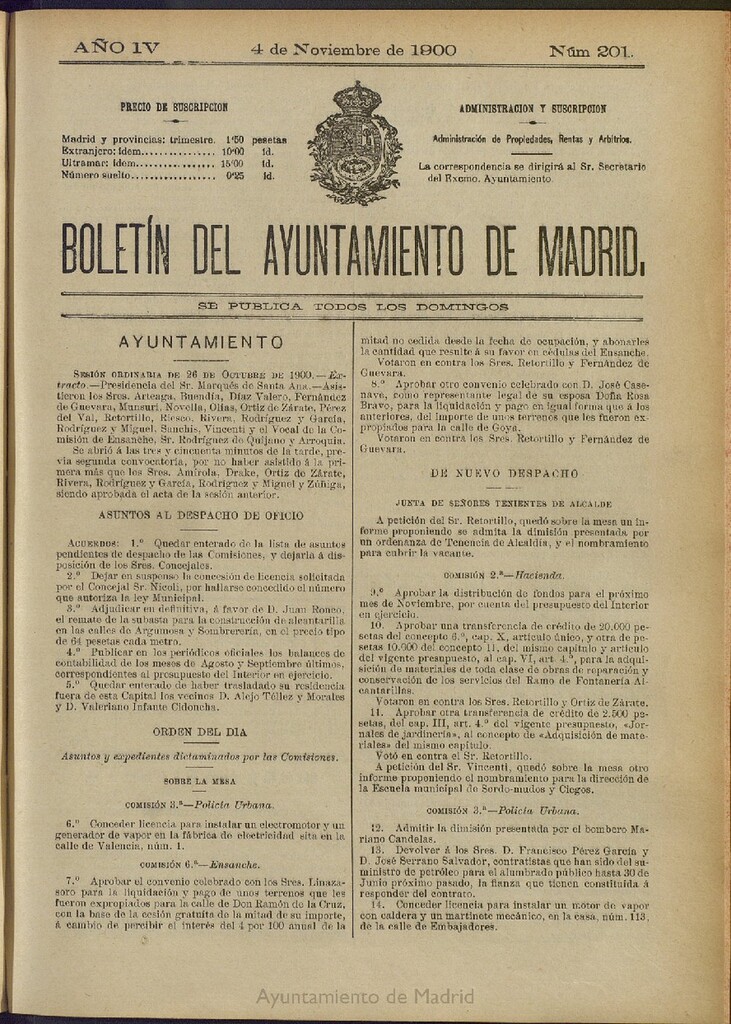 AÑO IV
4 de Noviembre de 1900
Núm 201.
PRECIO DE SUSCRIPCION
Madrid y provincias: trimestre. 1'50 pesetas
Extranjero: ídem............... 10'00 íd.
Ultramar: ídem................. 15'00 íd.
Número suelto................. 0'25 íd.
ADMINISTRACION Y SUSCRIPCION
Administración de Propiedades, Rentas y Arbitrios.
La correspondencia se dirigirá al Sr. Secretario
del Excmo. Ayuntamiento.
BOLETÍN DEL AYUNTAMIENTO DE MADRID.
SE PUBLICA TODOS LOS DOMINGOS
AYUNTAMIENTO
SESIÓN ORDINARIA DE 26 DE OCTUBRE DE 1900.—Ex-
tracto.—Presidencia del Sr. Marqués de Santa Ana.—Asis-
tieron los Sres. Arteaga, Buendía, Díaz Valero, Fernández
de Guevara, Munsuri, Novella, Olías, Ortiz de Zárate, Pérez
del Val, Retortillo, Rioso, Rivera, Rodríguez y García,
Rodríguez y Miguel, Sanchis, Vincenti y el Vocal de la Co-
misión de Ensanche, Sr. Rodríguez de Quijano y Arroquia.
Se abrió á las tres y cincuenta minutos de la tarde, pre-
via segunda convocatoria, por no haber asistido á la pri-
mera más que los Sres. Amírola, Drake, Ortiz de Zárate,
Rivera, Rodríguez y García, Rodríguez y Miguel y Zúñiga,
siendo aprobada el acta de la sesión anterior.
ASUNTOS AL DESPACHO DE OFICIO
ACUERDOS: 1.º Quedar enterado de la lista de asuntos
pendientes de despacho de las Comisiones, y dejarla á dis-
posición de los Sres. Concejales.
2.º Dejar en suspenso la concesión de licencia solicitada
por el Concejal Sr. Nicoli, por hallarse concedido el número
que autoriza la ley Municipal.
3.º Adjudicar en definitiva, á favor de D. Juan Ronco,
el remate de la subasta para la construcción de alcantarilla
en las calles de Argumosa y Sombrerería, en el precio tipo
de 64 pesetas cada metro.
4.º Publicar en los periódicos oficiales los balances de
contabilidad de los meses de Agosto y Septiembre últimos,
correspondientes al presupuesto del Interior en ejercicio.
5.º Quedar enterado de haber trasladado su residencia
fuera de esta Capital los vecinos D. Alejo Téllez y Morales
y D. Valeriano Infante Cidoncha.
ORDEN DEL DÍA
Asuntos y expedientes dictaminados por las Comisiones.
SOBRE LA MESA
COMISIÓN 3.ª—Policía Urbana.
6.º Conceder licencia para instalar un electromotor y un
generador de vapor en la fábrica de electricidad sita en la
calle de Valencia, núm. 1.
COMISIÓN 6.ª—Ensanche.
7.º Aprobar el convenio celebrado con los Sres. Linaza-
soro para la liquidación y pago de unos terrenos que les
fueron expropiados para la calle de Don Ramón de la Cruz,
con la base de la cesión gratuita de la mitad de su importe,
á cambio de percibir el interés del 4 por 100 anual de la
mitad no cedida desde la fecha de ocupación, y abonarles
la cantidad que resulte á su favor en cédulas del Ensanche.
Votaron en contra los Sres. Retortillo y Fernández de
Guevara.
8.º Aprobar otro convenio celebrado con D. José Case-
nave, como representante legal de su esposa Doña Rosa
Bravo, para la liquidación y pago en igual forma que á los
anteriores, del importe de unos terrenos que les fueron ex-
propiados para la calle de Goya.
Votaron en contra los Sres. Retortillo y Fernández de
Guevara.
DE NUEVO DESPACHO
JUNTA DE SEÑORES TENIENTES DE ALCALDE
A petición del Sr. Retortillo, quedó sobre la mesa un in-
forme proponiendo se admita la dimisión presentada por
un ordenanza de Tenencia de Alcaldía, y el nombramiento
para cubrir la vacante.
COMISIÓN 2.ª—Hacienda.
9.º Aprobar la distribución de fondos para el próximo
mes de Noviembre, por cuenta del presupuesto del Interior
en ejercicio.
10. Aprobar una transferencia de crédito de 20.000 pe-
setas del concepto 6.º, cap. X, artículo único, y otra de pe-
setas 10.000 del concepto 11, del mismo capítulo y artículo
del vigente presupuesto, al cap. VI, art. 4.º, para la adqui-
sición de materiales de toda clase de obras de reparación y
conservación de los servicios del Ramo de Fontanería Al-
cantarillas.
Votaron en contra los Sres. Retortillo y Ortiz de Zárate.
11. Aprobar otra transferencia de crédito de 2.500 pe-
setas, del cap. III, art. 4.º del vigente presupuesto, «Jor-
nales de jardinería», al concepto de «Adquisición de mate-
riales» del mismo capítulo.
Votó en contra el Sr. Retortillo.
A petición del Sr. Vincenti, quedó sobre la mesa otro
informe proponiendo el nombramiento para la dirección de
la Escuela municipal de Sordo-mudos y Ciegos.
COMISIÓN 3.ª—Policía Urbana.
12. Admitir la dimisión presentada por el bombero Ma-
riano Candelas.
13. Devolver á los Sres. D. Francisco Pérez García y
D. José Serrano Salvador, contratistas que han sido del su-
ministro de petróleo para el alumbrado público hasta 30 de
Junio próximo pasado, la fianza que tienen constituída á
responder del contrato.
14. Conceder licencia para instalar un motor de vapor
con caldera y un martinete mecánico, en la casa, núm. 113,
de la calle de Embajadores.
Ayuntamiento de Madrid